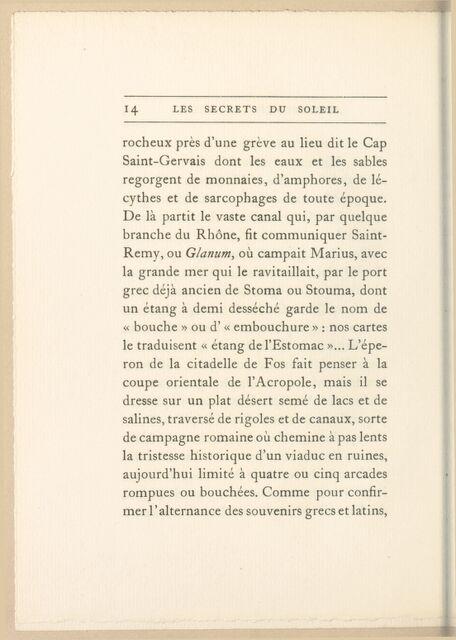 14 LES SECRETS DU SOLEIL
rocheux près d'une grève au lieu dit le Cap
Saint-Gervais dont les eaux et les sables
regorgent de monnaies, d'amphores, de lé-
cythes et de sarcophages de toute époque.
De là partit le vaste canal qui, par quelque
branche du Rhône, fit communiquer Saint-
Remy, ou Glanum, où campait Marius, avec
la grande mer qui le ravitaillait, par le port
grec déjà ancien de Stoma ou Stouma, dont
un étang à demi desséché garde le nom de
« bouche » ou d' « embouchure » : nos cartes
le traduisent « étang de l'Estomac »... L'épe-
ron de la citadelle de Fos fait penser à la
coupe orientale de l'Acropole, mais il se
dresse sur un plat désert semé de lacs et de
salines, traversé de rigoles et de canaux, sorte
de campagne romaine où chemine à pas lents
la tristesse historique d'un viaduc en ruines,
aujourd'hui limité à quatre ou cinq arcades
rompues ou bouchées. Comme pour confir-
mer l'alternance des souvenirs grecs et latins,